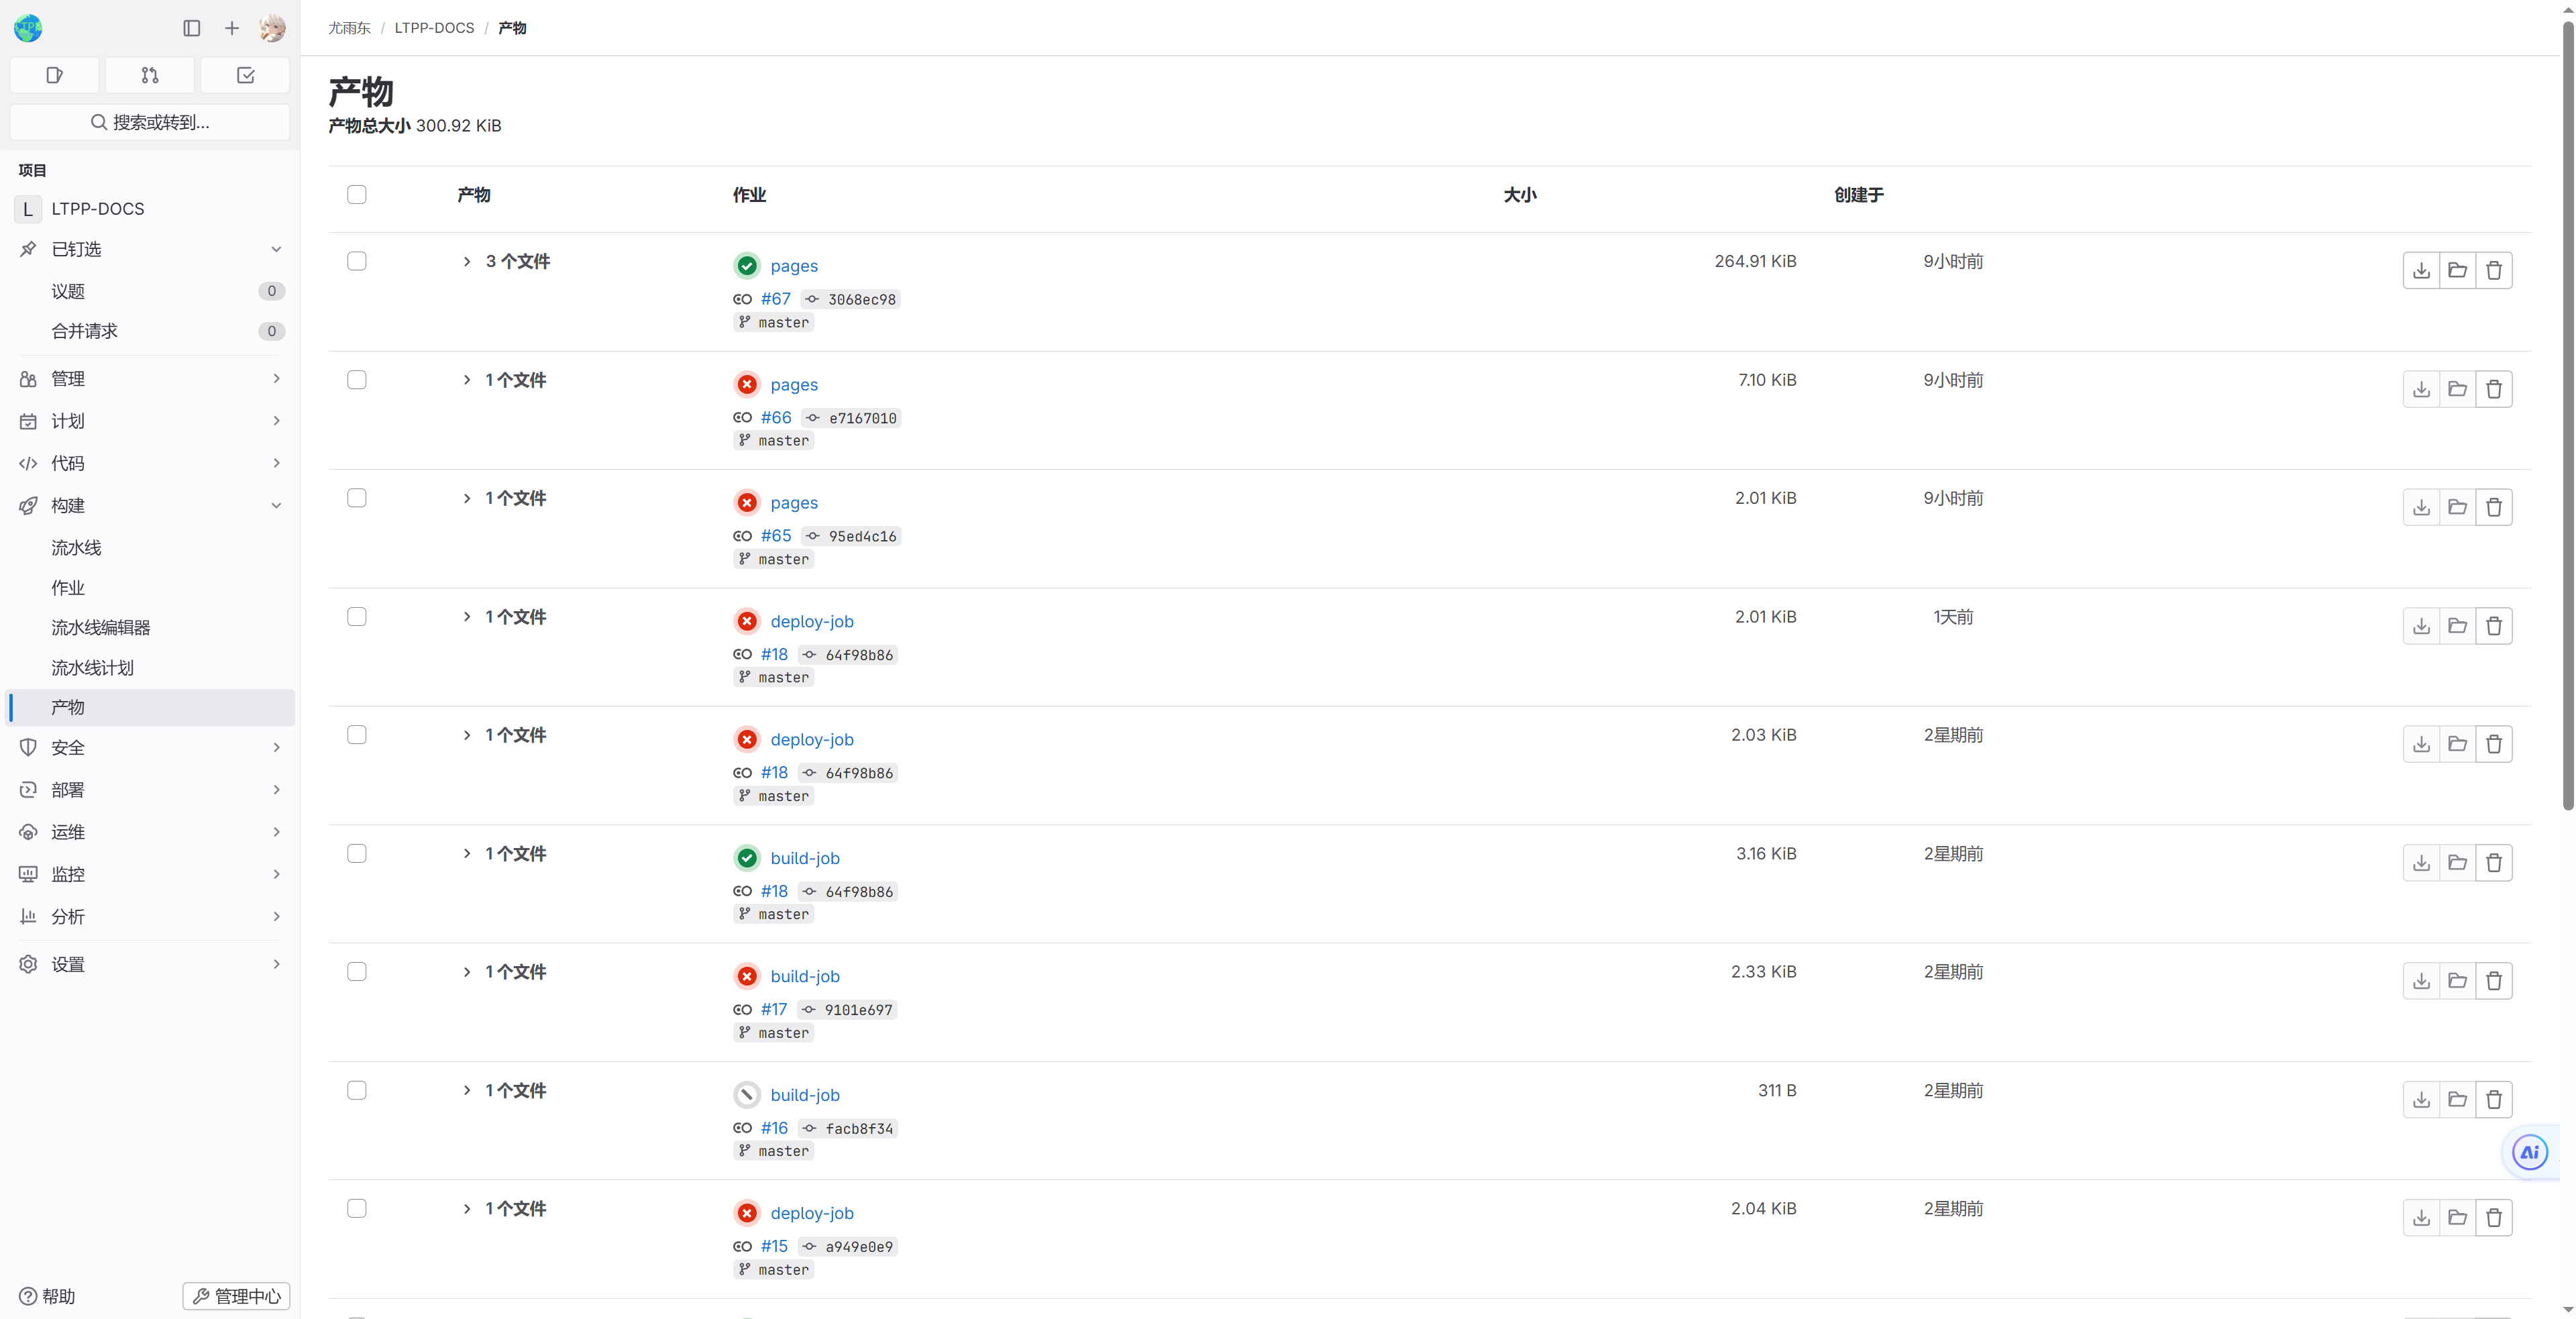 尤雨东 / LTPP-DOCS / 产物
搜索或转到...
项目
L LTPP-DOCS
已钉选
议题 0
合并请求 0
管理
计划
代码
构建
流水线
作业
流水线编辑器
流水线计划
产物
安全
部署
运维
监控
分析
设置
帮助
管理中心
产物
产物总大小 300.92 KiB
产物 作业 大小 创建于
3 个文件 pages 264.91 KiB 9小时前
#67 3068ec98
master
1 个文件 pages 7.10 KiB 9小时前
#66 e7167010
master
1 个文件 pages 2.01 KiB 9小时前
#65 95ed4c16
master
1 个文件 deploy-job 2.01 KiB 1天前
#18 64f98b86
master
1 个文件 deploy-job 2.03 KiB 2星期前
#18 64f98b86
master
1 个文件 build-job 3.16 KiB 2星期前
#18 64f98b86
master
1 个文件 build-job 2.33 KiB 2星期前
#17 9101e697
master
1 个文件 build-job 311 B 2星期前
#16 facb8f34
master
1 个文件 deploy-job 2.04 KiB 2星期前
#15 a949e0e9
master
Ai